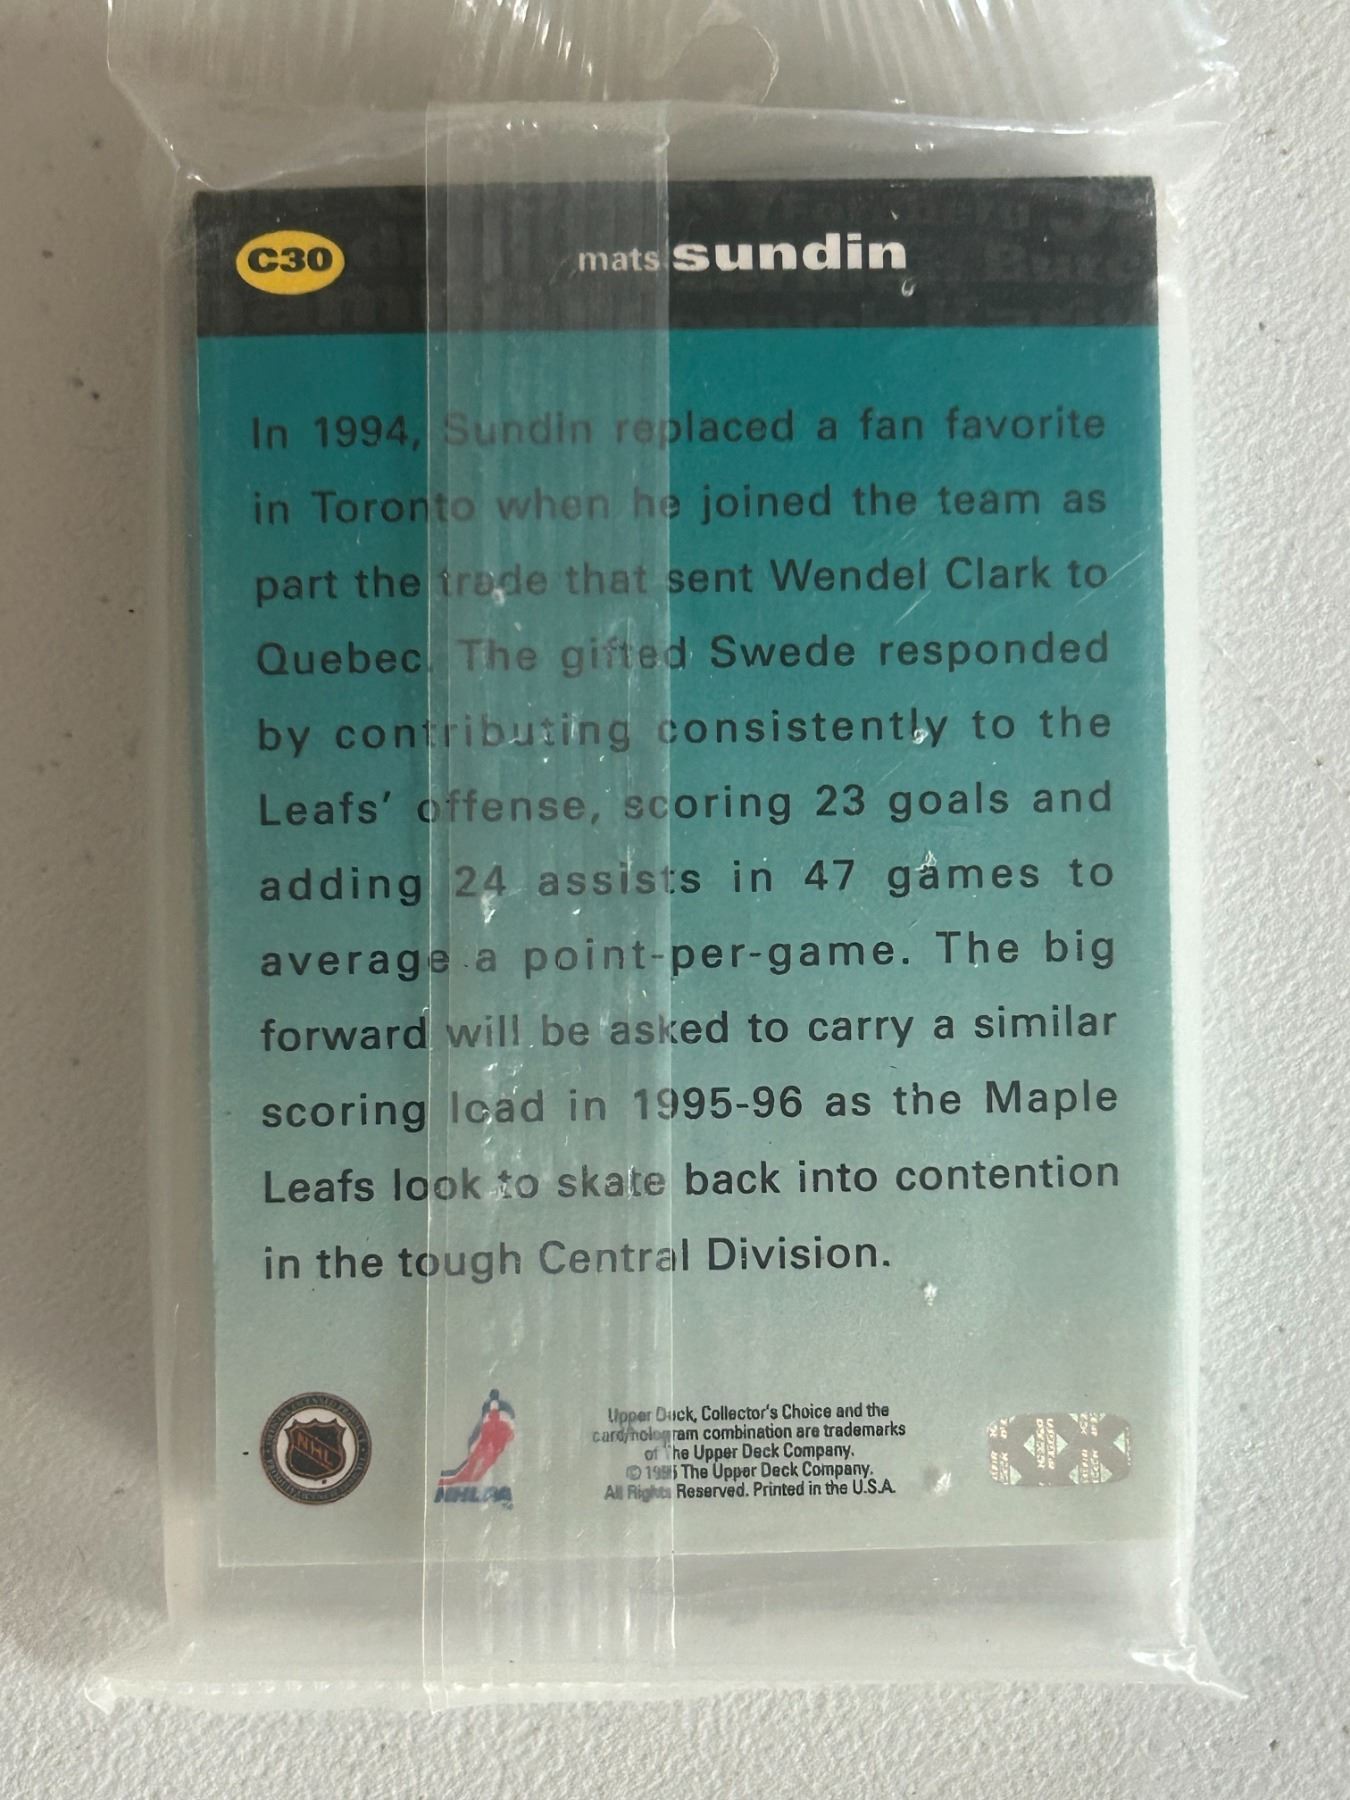 C30
mats sundin
In 1994, Sundin replaced a fan favorite
in Toronto when he joined the team as
part the trade that sent Wendel Clark to
Quebec. The gifted Swede responded
by contributing consistently to the
Leafs' offense, scoring 23 goals and
adding 24 assists in 47 games to
average a point-per-game. The big
forward will be asked to carry a similar
scoring load in 1995-96 as the Maple
Leafs look to skate back into contention
in the tough Central Division.
NHL
NHLPA
Upper Deck, Collector's Choice and the
card/hologram combination are trademarks
of The Upper Deck Company.
© 1995 The Upper Deck Company.
All Rights Reserved. Printed in the U.S.A.